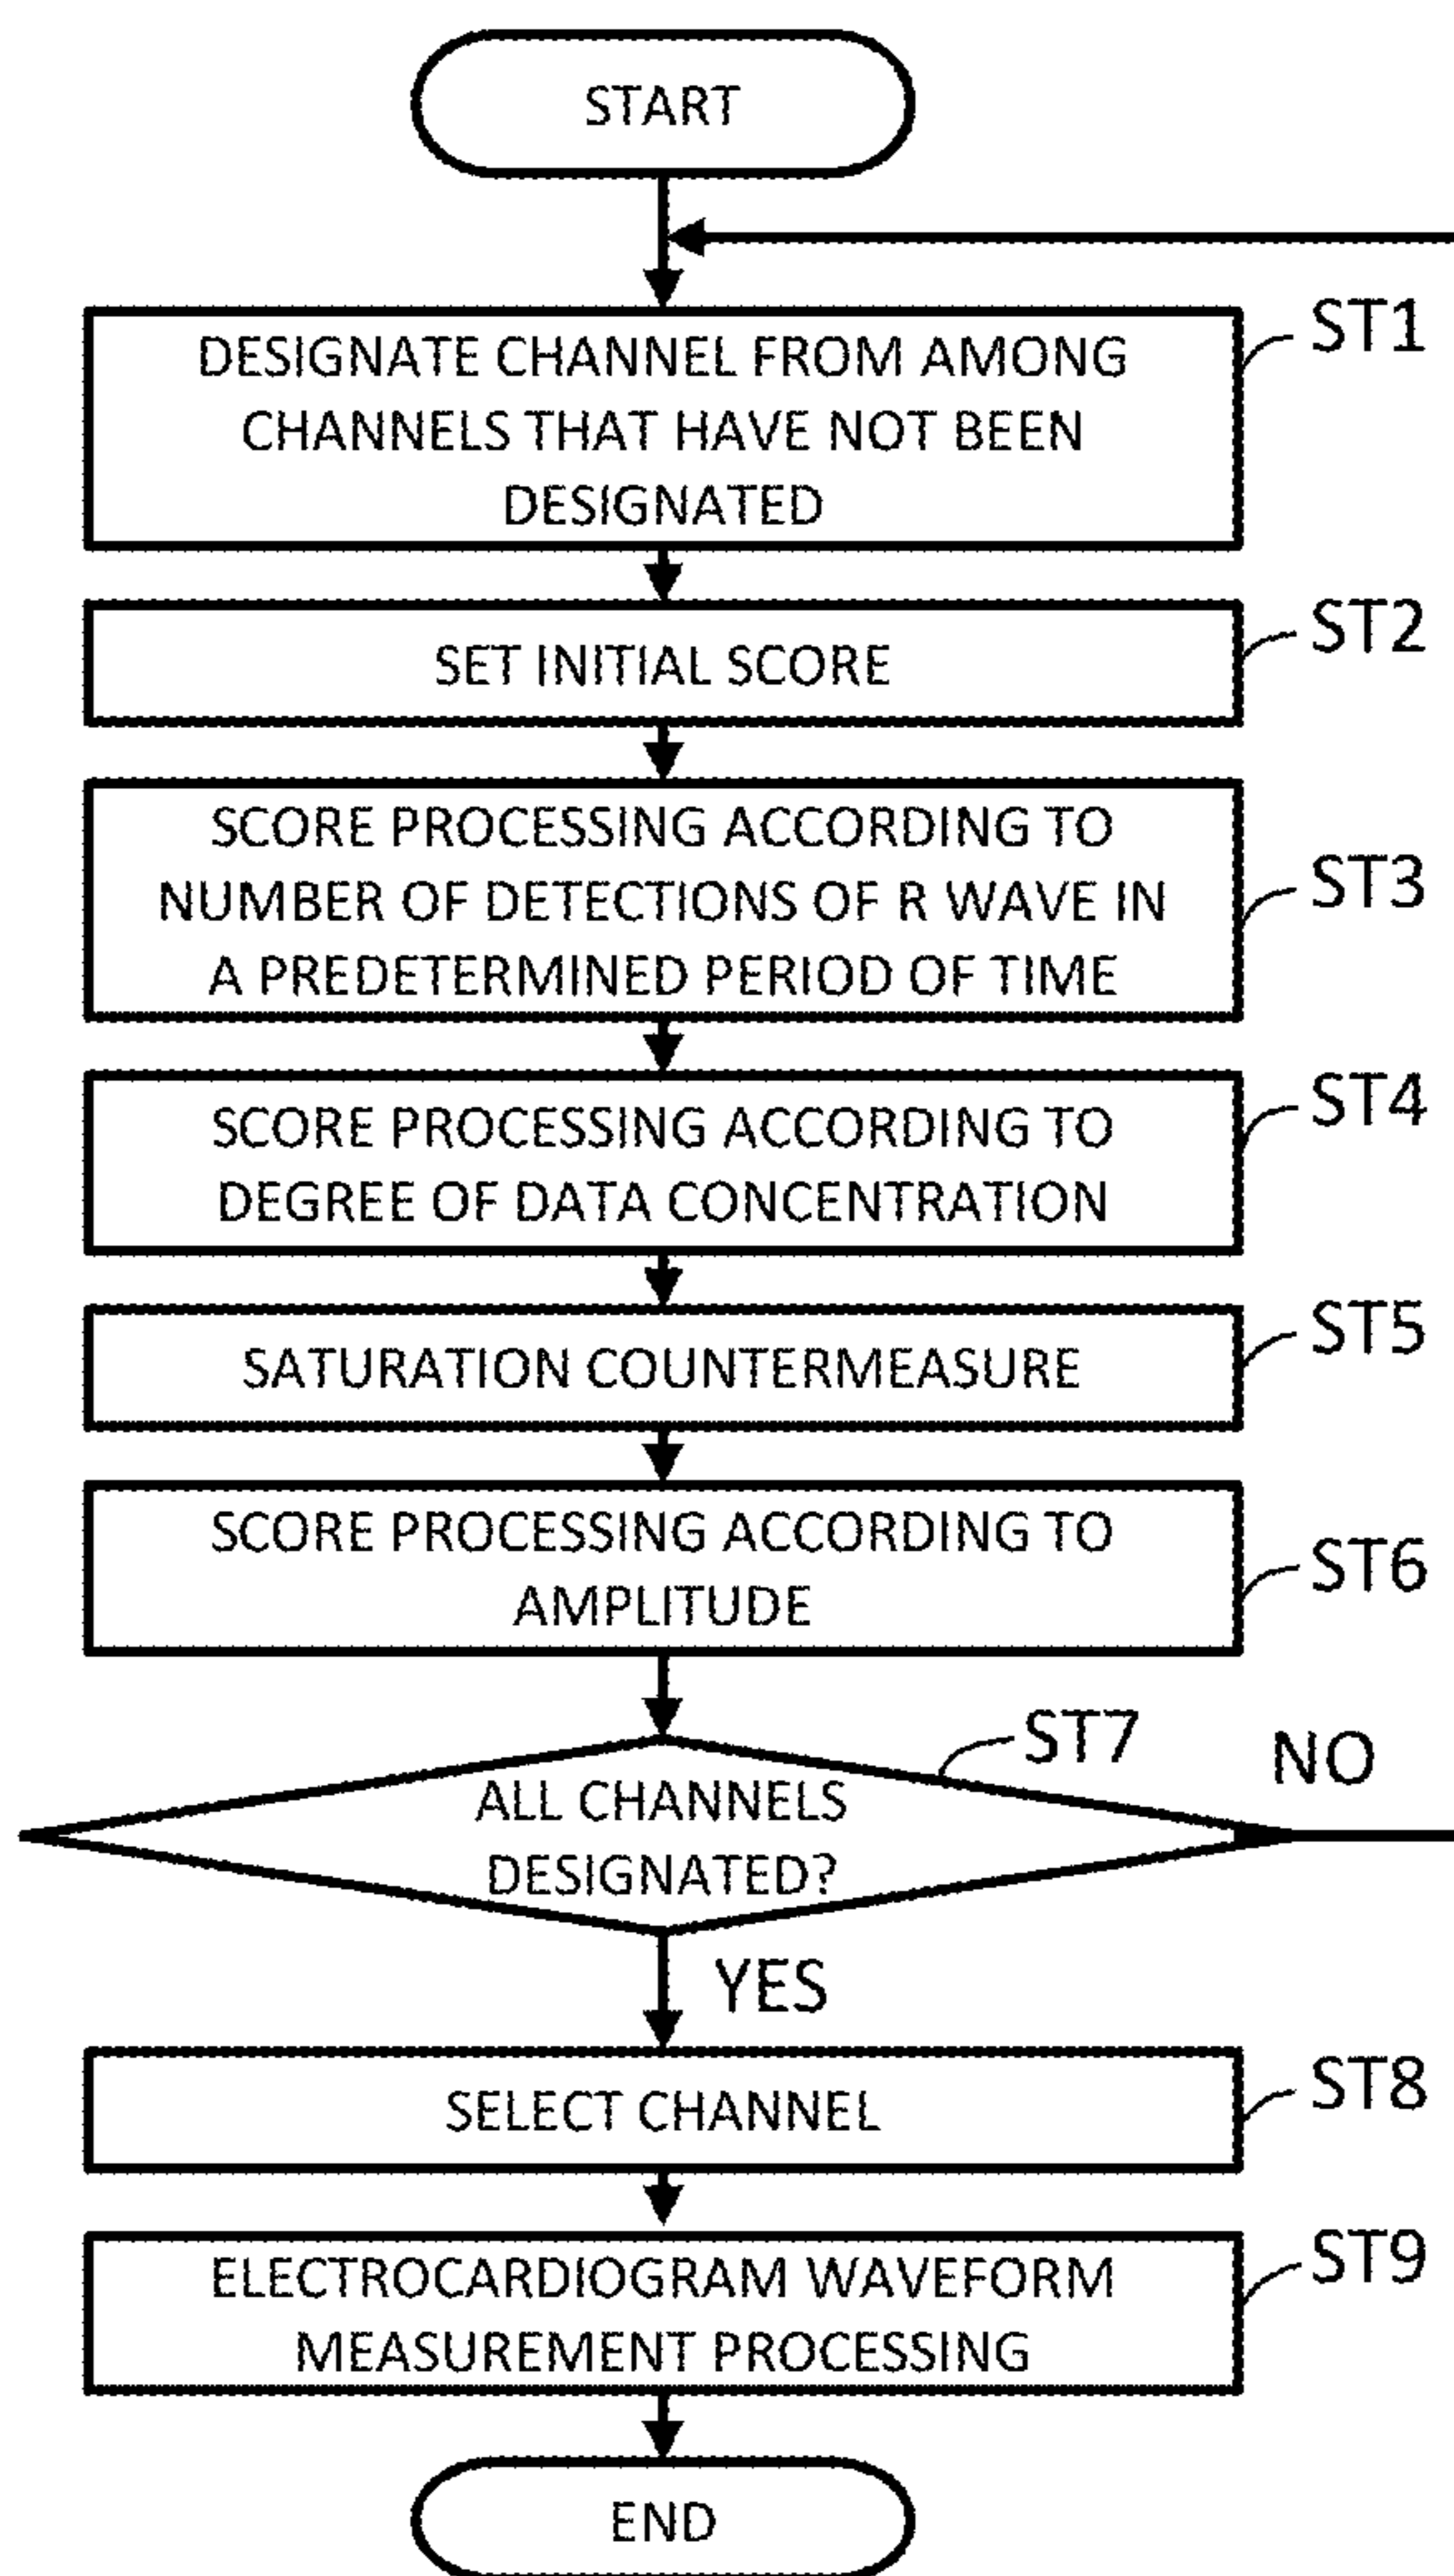 START
DESIGNATE CHANNEL FROM AMONG
CHANNELS THAT HAVE NOT BEEN
DESIGNATED
ST1
SET INITIAL SCORE
ST2
SCORE PROCESSING ACCORDING TO
NUMBER OF DETECTIONS OF R WAVE IN
A PREDETERMINED PERIOD OF TIME
ST3
SCORE PROCESSING ACCORDING TO
DEGREE OF DATA CONCENTRATION
ST4
SATURATION COUNTERMEASURE
ST5
SCORE PROCESSING ACCORDING TO
AMPLITUDE
ST6
ALL CHANNELS
DESIGNATED?
ST7
NO
YES
SELECT CHANNEL
ST8
ELECTROCARDIOGRAM WAVEFORM
MEASUREMENT PROCESSING
ST9
END